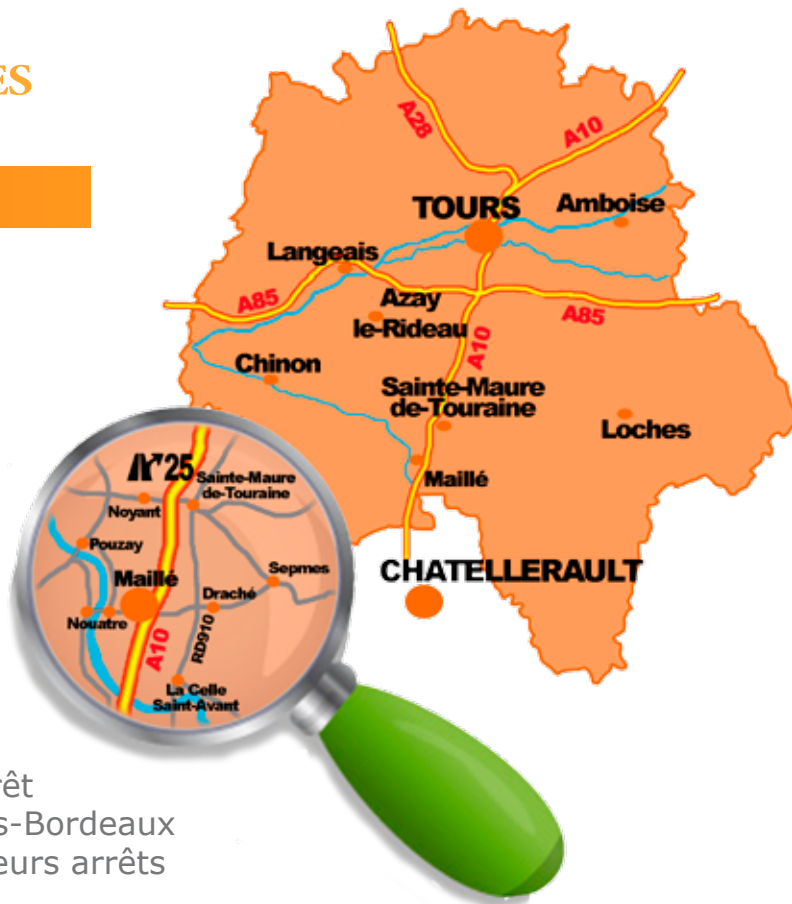 ES
A28
A10
TOURS
Amboise
Langeais
A85
Azay
le-Rideau
A10
A85
Chinon
Sainte-Maure
de-Touraine
Loches
Maillé
CHATELLERAULT
25
Sainte-Maure
de-Touraine
Noyant
Pouzay
Maillé
Sepmes
Draché
Nouatre
A10
RD910
La Celle
Saint-Avant
rêt
s-Bordeaux
eurs arrêts